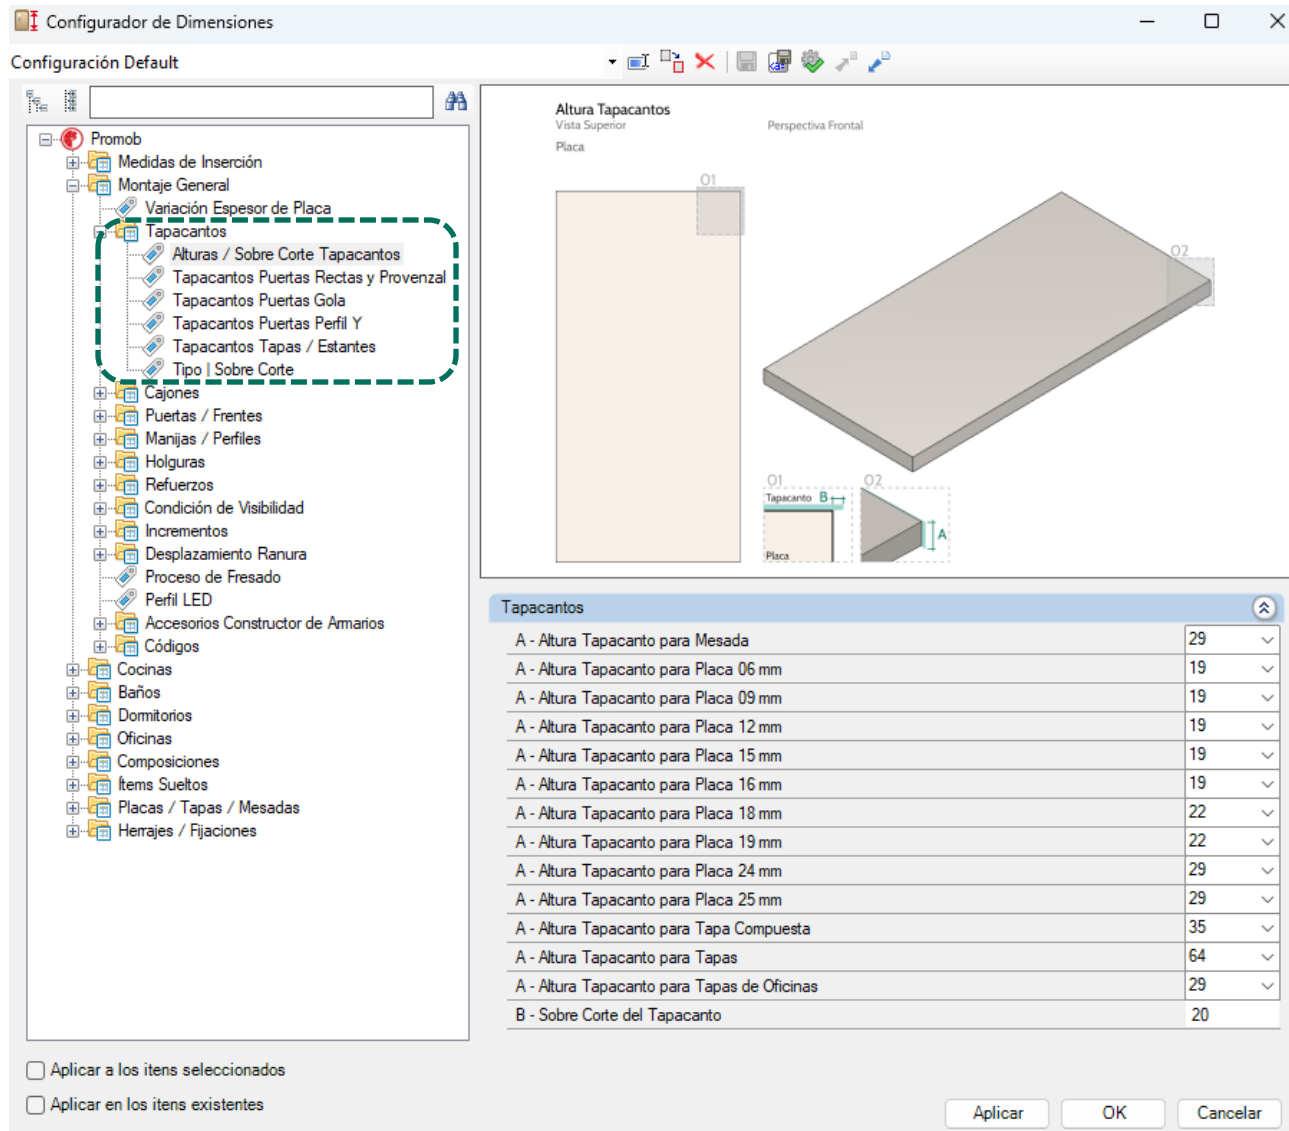 Configurador de Dimensiones
Configuración Default
Promob
Medidas de Inserción
Montaje General
Variación Espesor de Placa
Tapacantos
Alturas / Sobre Corte Tapacantos
Tapacantos Puertas Rectas y Provenzal
Tapacantos Puertas Gola
Tapacantos Puertas Perfil Y
Tapacantos Tapas / Estantes
Tipo | Sobre Corte
Cajones
Puertas / Frentes
Manijas / Perfiles
Holguras
Refuerzos
Condición de Visibilidad
Incrementos
Desplazamiento Ranura
Proceso de Fresado
Perfil LED
Accesorios Constructor de Armarios
Códigos
Cocinas
Baños
Dormitorios
Oficinas
Composiciones
Ítems Sueltos
Placas / Tapas / Mesadas
Herrajes / Fijaciones
Altura Tapacantos
Vista Superior
Perspectiva Frontal
Placa
01
02
01
02
Tapacanto B
A
Placa
Tapacantos
A - Altura Tapacanto para Mesada 29
A - Altura Tapacanto para Placa 06 mm 19
A - Altura Tapacanto para Placa 09 mm 19
A - Altura Tapacanto para Placa 12 mm 19
A - Altura Tapacanto para Placa 15 mm 19
A - Altura Tapacanto para Placa 16 mm 19
A - Altura Tapacanto para Placa 18 mm 22
A - Altura Tapacanto para Placa 19 mm 22
A - Altura Tapacanto para Placa 24 mm 29
A - Altura Tapacanto para Placa 25 mm 29
A - Altura Tapacanto para Tapa Compuesta 35
A - Altura Tapacanto para Tapas 64
A - Altura Tapacanto para Tapas de Oficinas 29
B - Sobre Corte del Tapacanto 20
Aplicar a los itens seleccionados
Aplicar en los itens existentes
Aplicar
OK
Cancelar